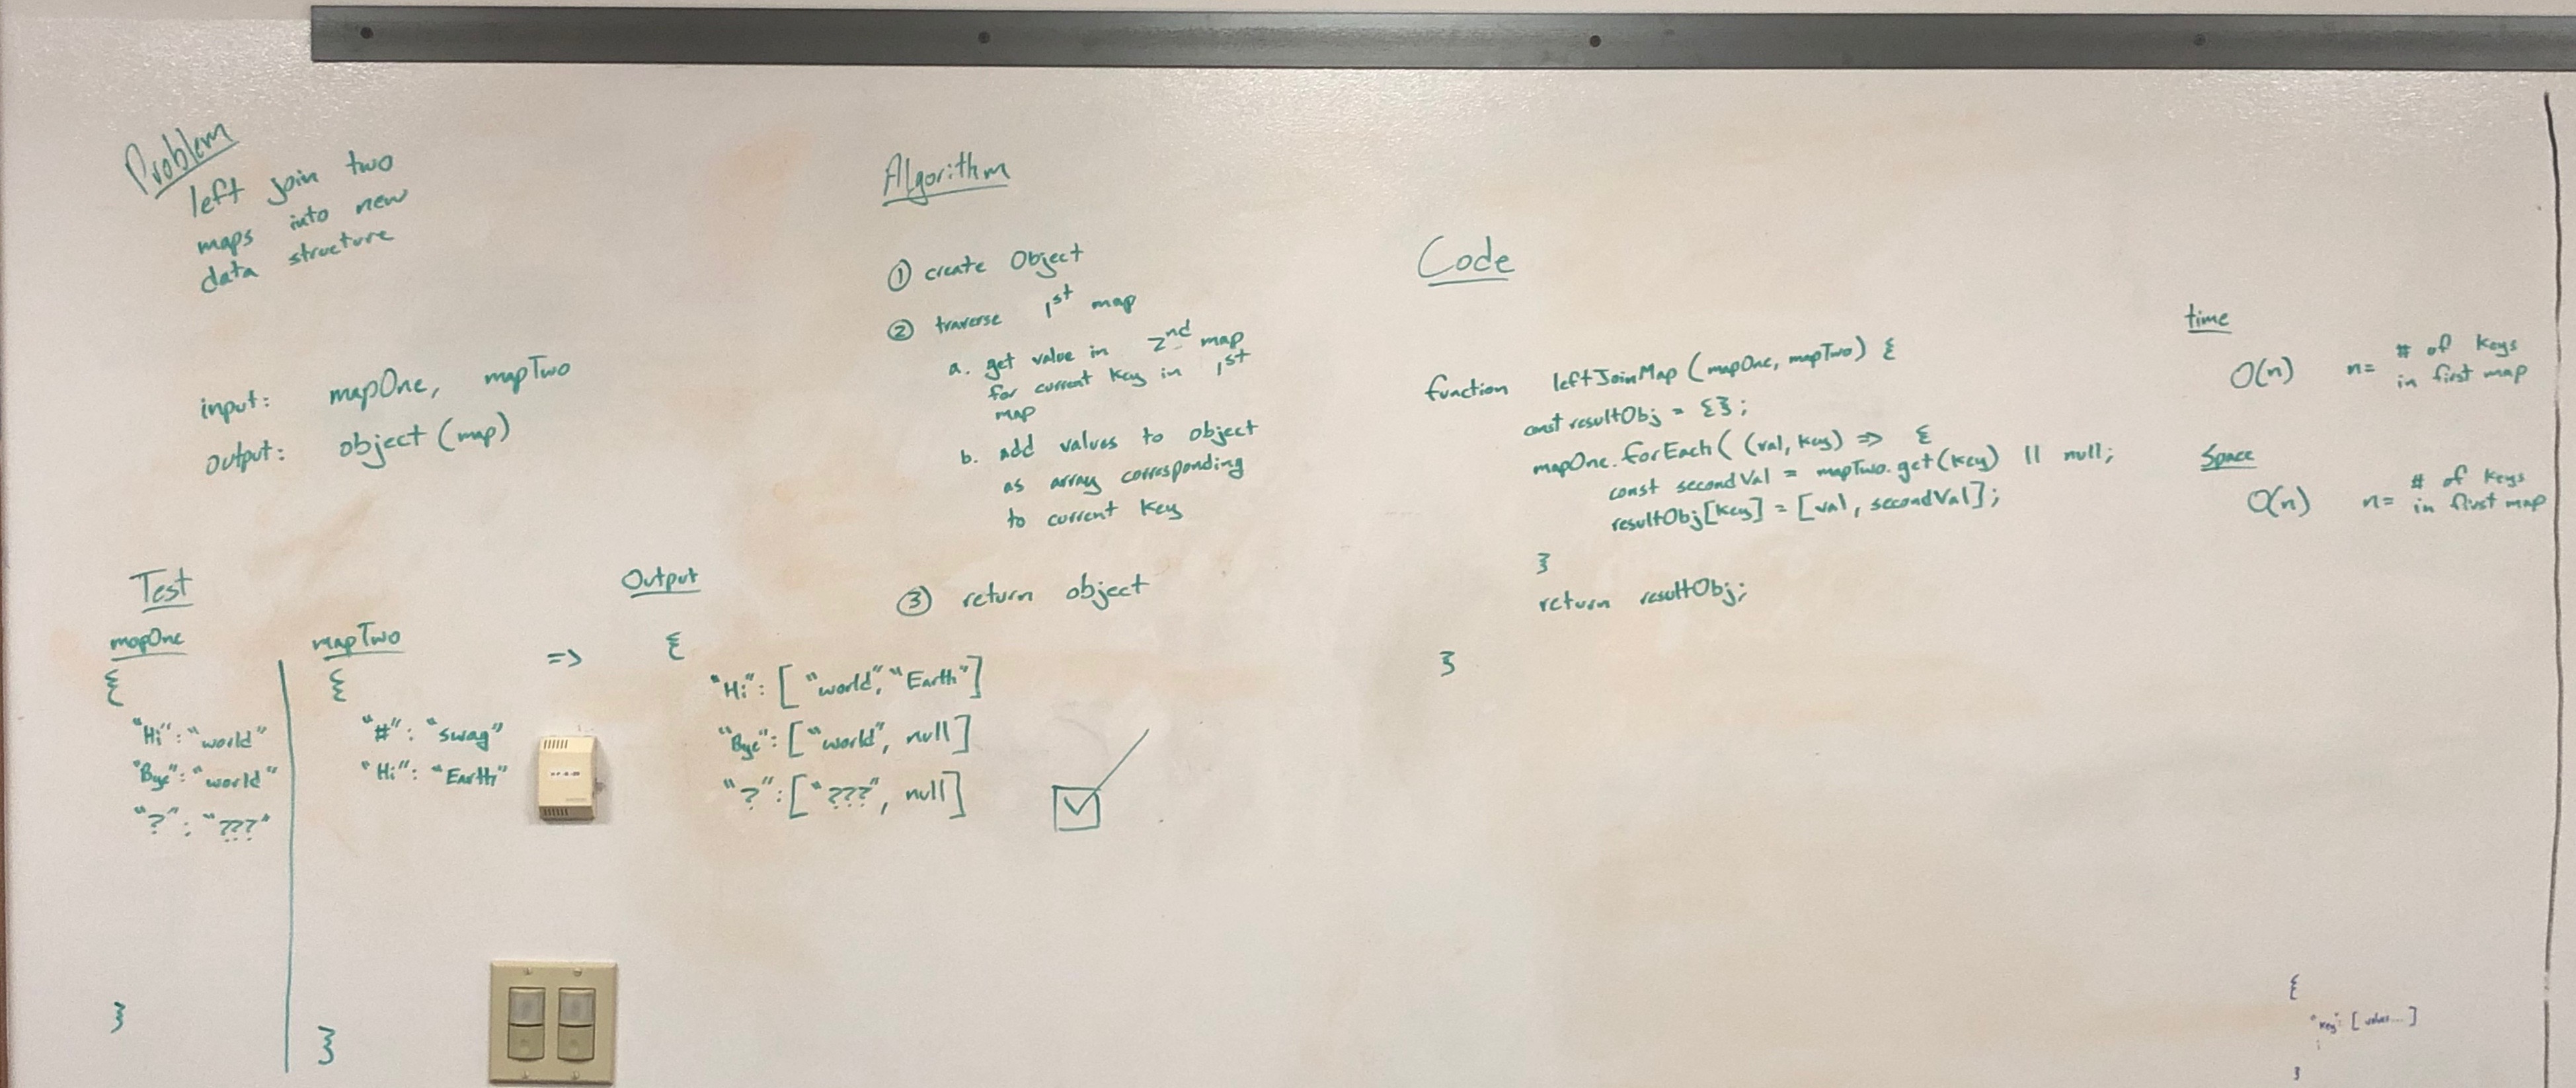 Problem
left join two
maps into new
data structure
input: mapOne, mapTwo
output: object (map)
Test
mapOne
{
"Hi": "world"
"Bye": "world"
"?": "???"
}
mapTwo
{
"#": "swag"
"Hi": "Earth"
}
=>
Output
{
"Hi": ["world", "Earth"]
"Bye": ["world", null]
"?": ["???", null]
Algorithm
① create Object
② traverse 1st map
a. get value in 2nd map
for current key in 1st
map
b. add values to object
as array corresponding
to current key
③ return object
Code
function leftJoinMap (mapOne, mapTwo) {
const resultObj = {};
mapOne.forEach( (val, key) => {
const secondVal = mapTwo.get(key) || null;
resultObj[key] = [val, secondVal];
}
return resultObj;
}
time
O(n) n= # of keys
in first map
Space
O(n) n= # of keys
in first map
{
"key": [values...]
:
}